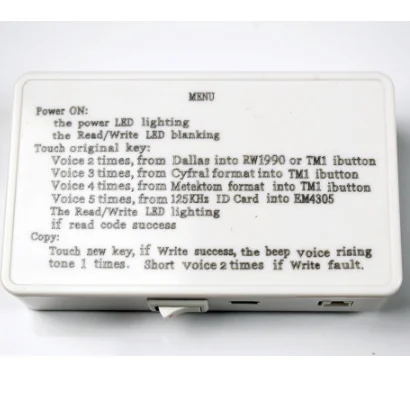 MENU
Power ON:
the power LED lighting
the Read/Write LED blanking
Touch original key:
Voice 2 times, from Dallas into RW1990 or TM1 ibutton
Voice 3 times, from Cyfral format into TM1 ibutton
Voice 4 times, from Metektom format into TM1 ibutton
Voice 5 times, from 125KHz ID Card into EM4305
The Read/Write LED lighting
if read code success
Copy:
Touch new key, if Write success, the beep voice rising
tone 1 times. Short voice 2 times if Write fault.